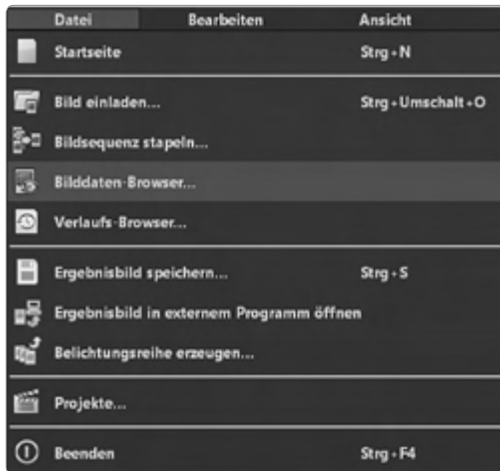 Datei Bearbeiten Ansicht
Startseite Strg+N
Bild einladen... Strg+Umschalt+O
Bildsequenz stapeln...
Bilddaten-Browser...
Verlaufs-Browser...
Ergebnisbild speichern... Strg+S
Ergebnisbild in externem Programm öffnen
Belichtungsreihe erzeugen...
Projekte...
Beenden Strg+F4